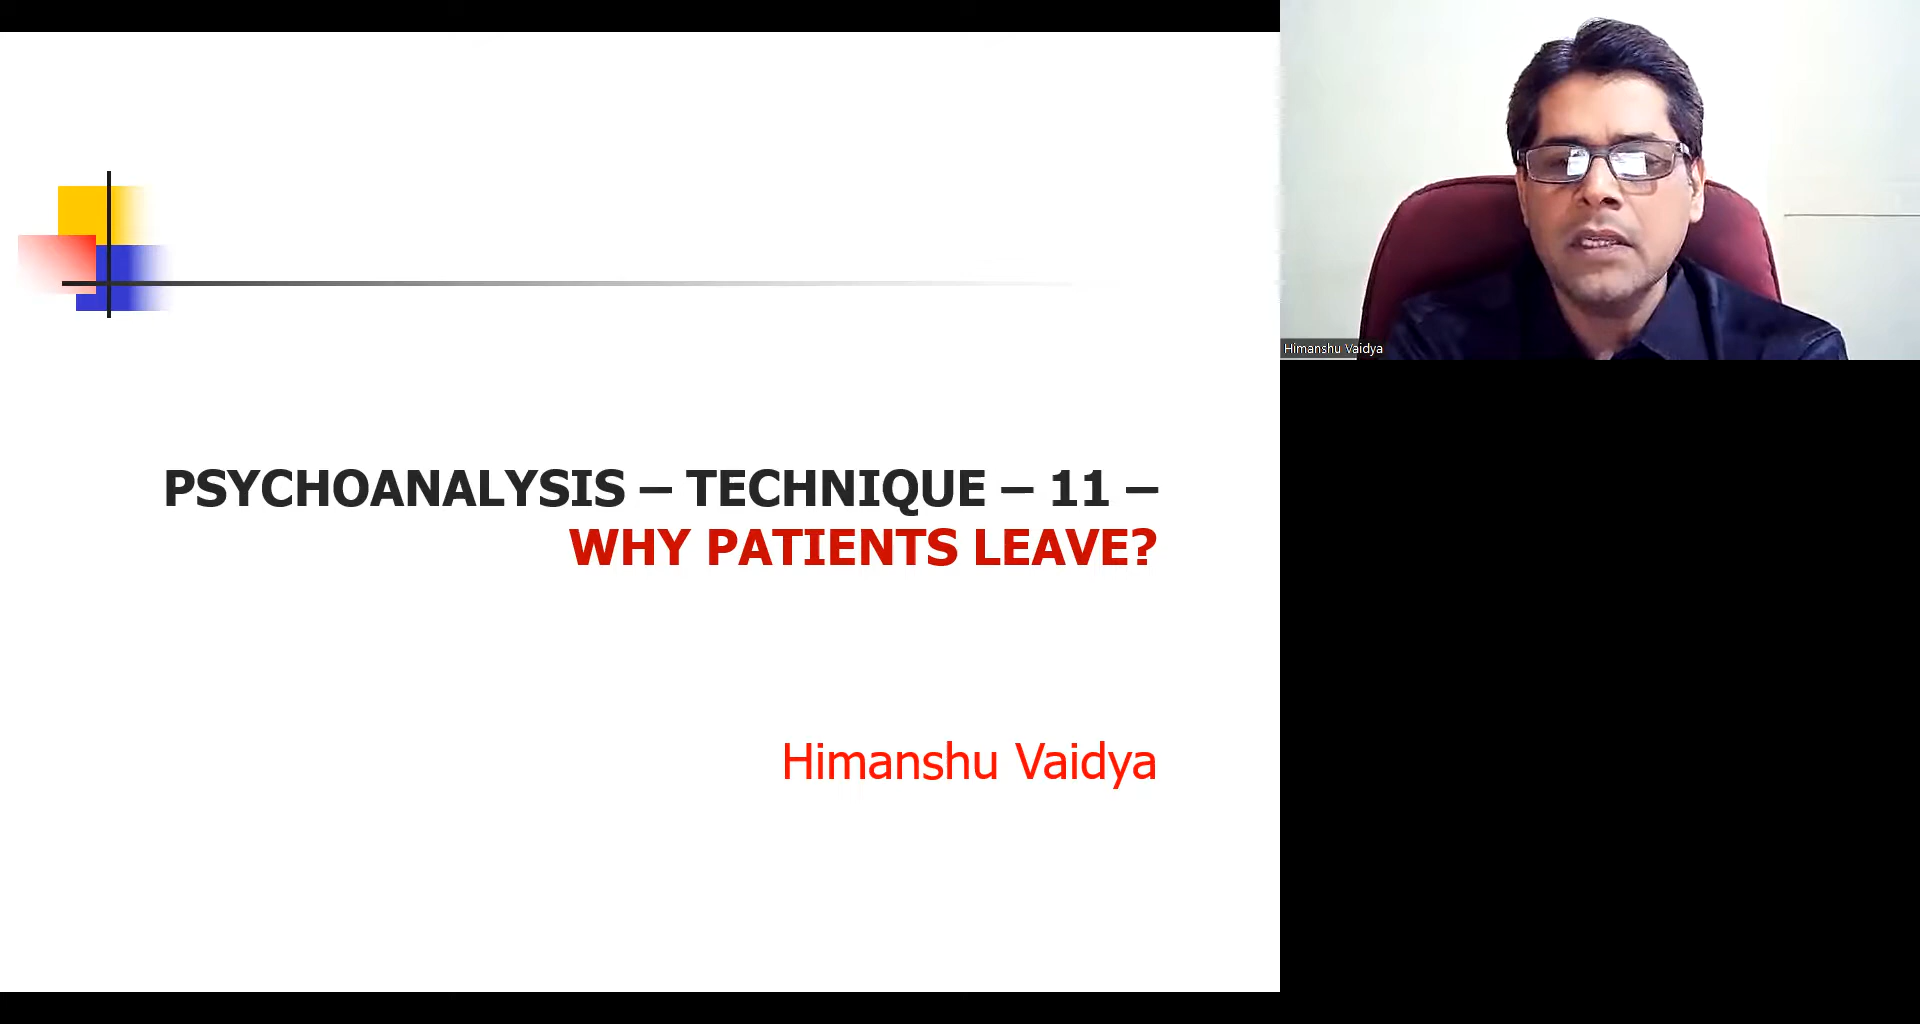 PSYCHOANALYSIS – TECHNIQUE – 11 –
WHY PATIENTS LEAVE?
Himanshu Vaidya
Himanshu Vaidya